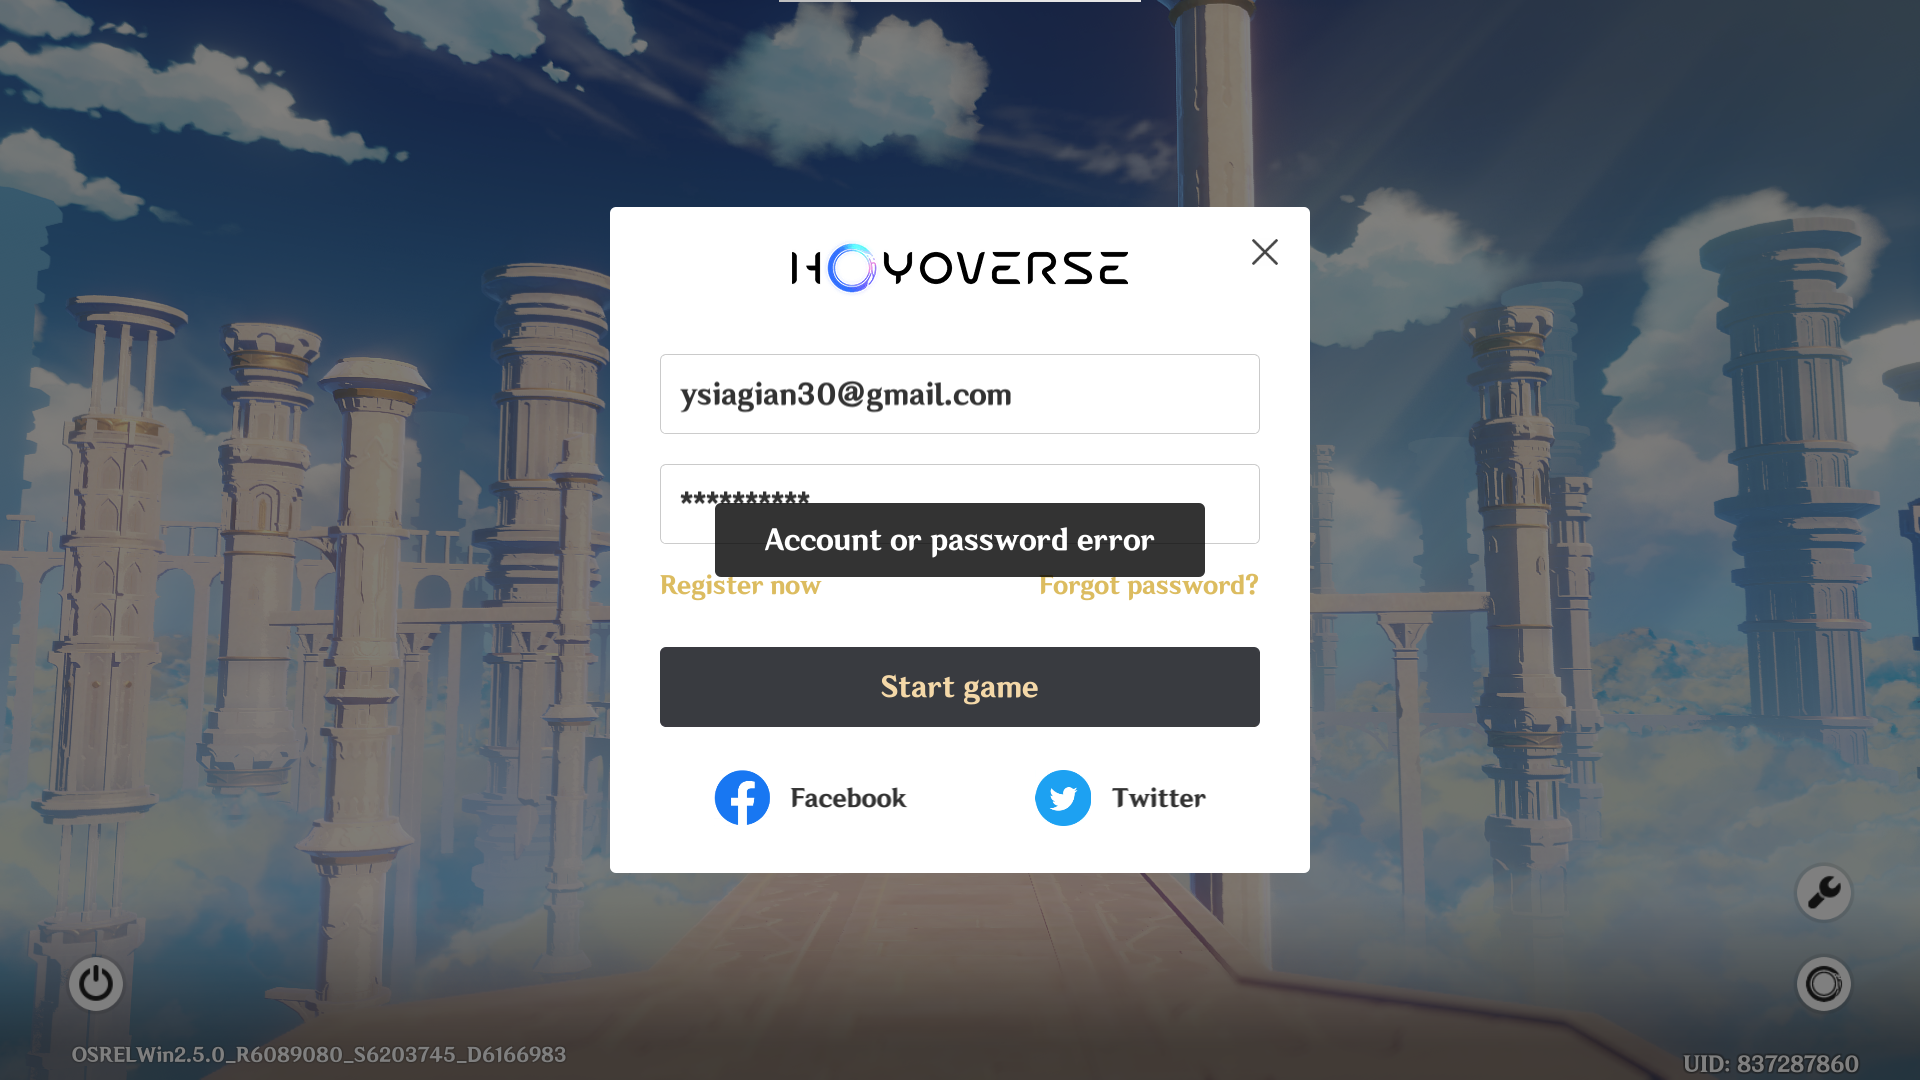 HOYOVERSE
ysiagian30@gmail.com
**********
Account or password error
Register now
Forgot password?
Start game
Facebook
Twitter
OSRELWin2.5.0_R6089080_S6203745_D6166983
UID: 837287860